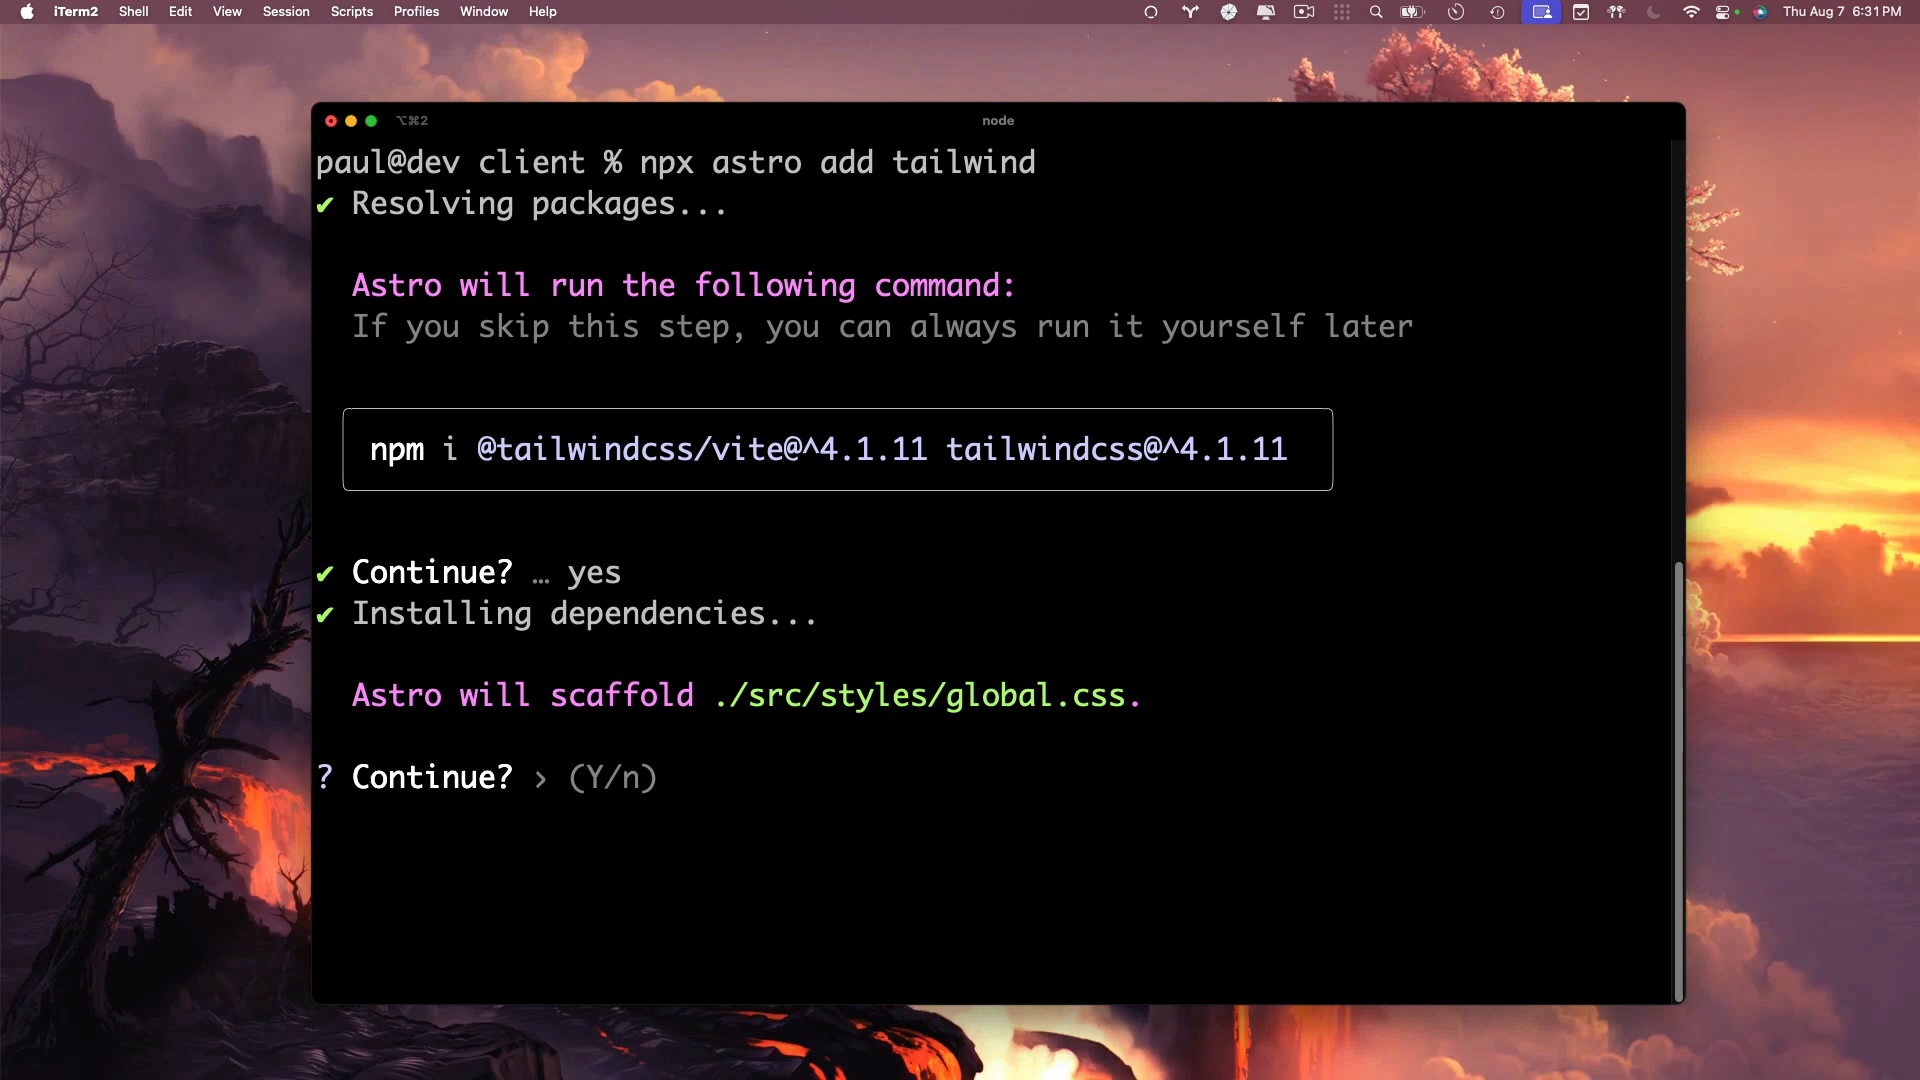 iTerm2 Shell Edit View Session Scripts Profiles Window Help Thu Aug 7 6:31 PM
⌥⌘2 node
paul@dev client % npx astro add tailwind
✔ Resolving packages...
Astro will run the following command:
If you skip this step, you can always run it yourself later
npm i @tailwindcss/vite@^4.1.11 tailwindcss@^4.1.11
✔ Continue? … yes
✔ Installing dependencies...
Astro will scaffold ./src/styles/global.css.
? Continue? › (Y/n)